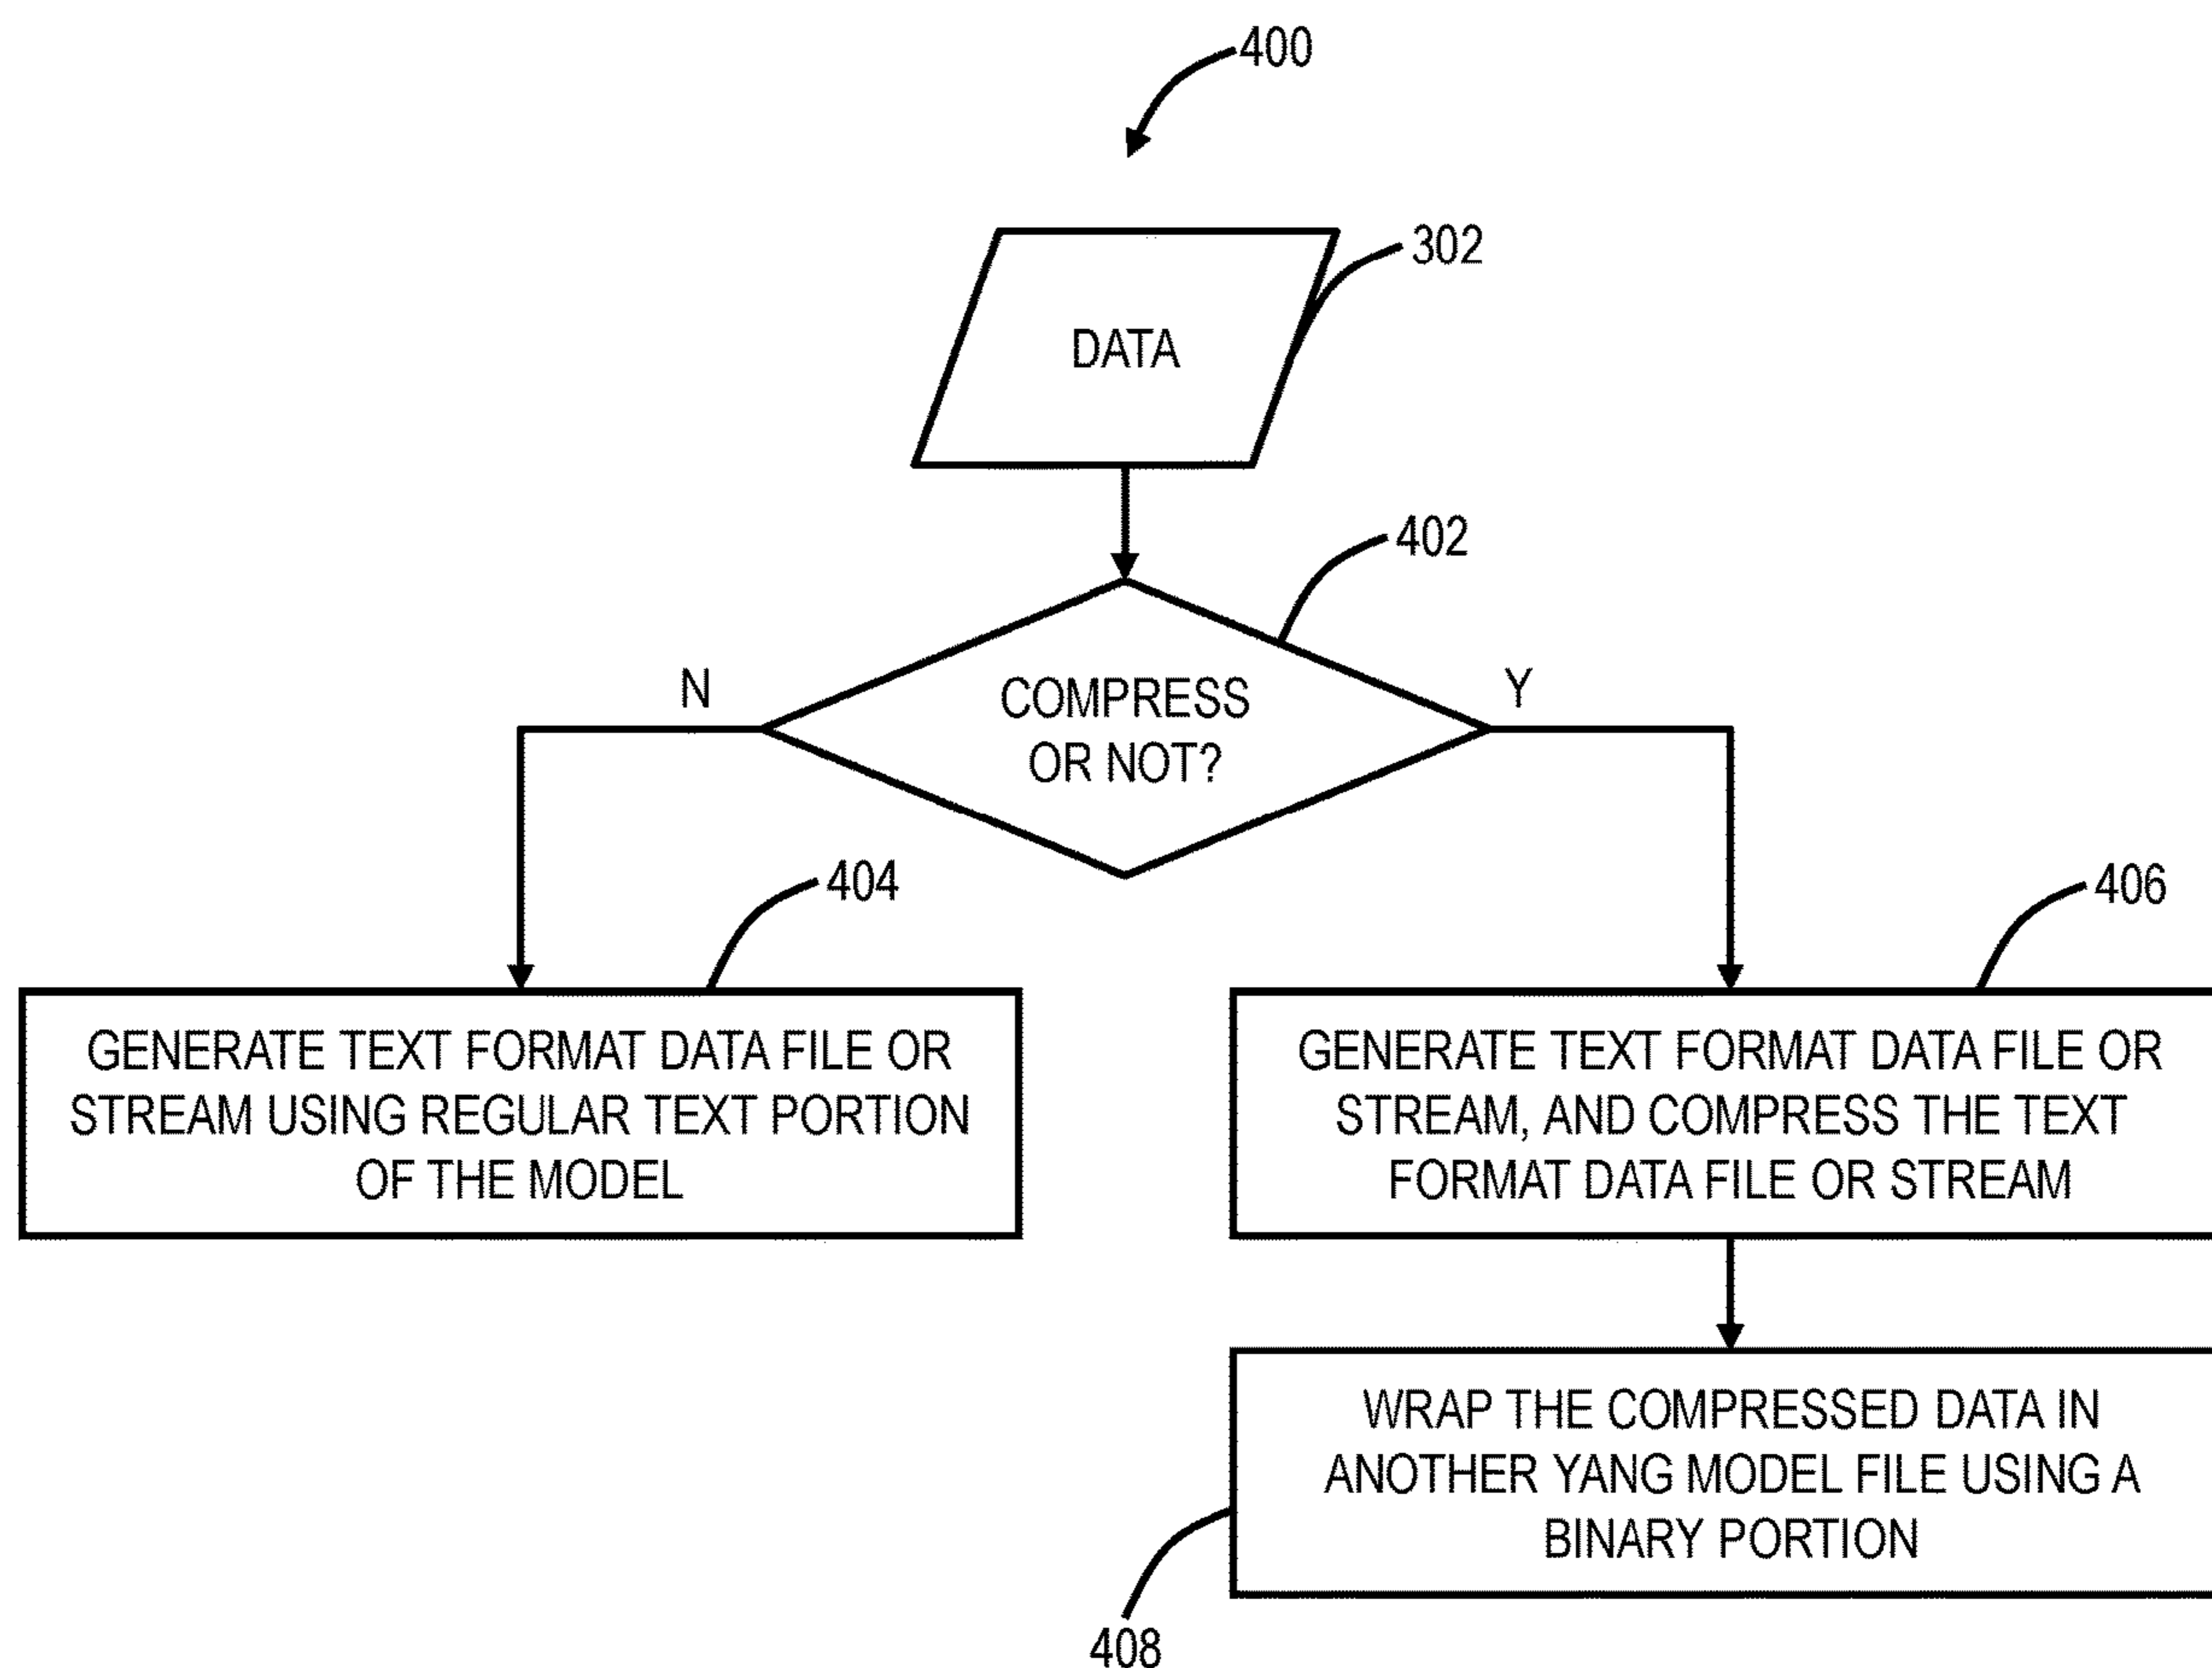 400
302
DATA
402
N
Y
COMPRESS
OR NOT?
404
406
GENERATE TEXT FORMAT DATA FILE OR
STREAM USING REGULAR TEXT PORTION
OF THE MODEL
GENERATE TEXT FORMAT DATA FILE OR
STREAM, AND COMPRESS THE TEXT
FORMAT DATA FILE OR STREAM
WRAP THE COMPRESSED DATA IN
ANOTHER YANG MODEL FILE USING A
BINARY PORTION
408